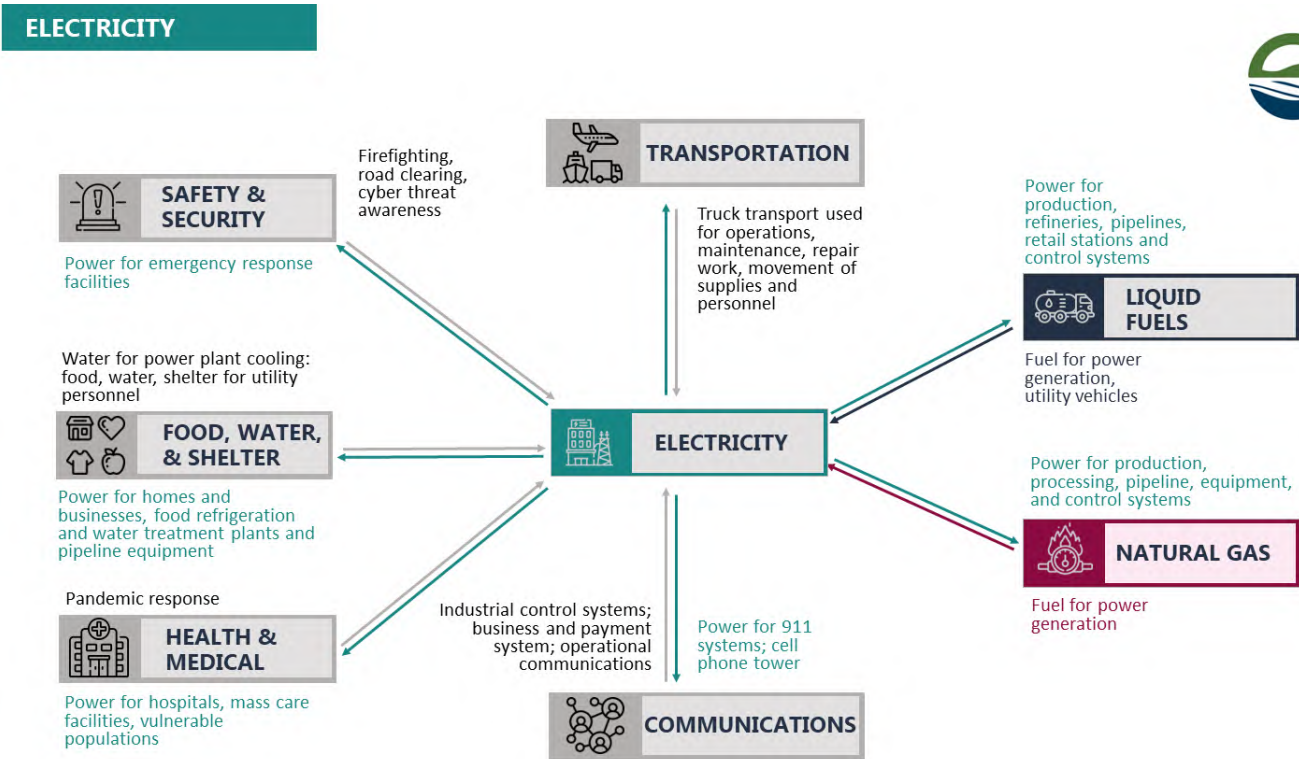 ELECTRICITY
Firefighting,
road clearing,
cyber threat
awareness
SAFETY &
SECURITY
Power for emergency response
facilities
TRANSPORTATION
Truck transport used
for operations,
maintenance, repair
work, movement of
supplies and
personnel
Power for
production,
refineries, pipelines,
retail stations and
control systems
LIQUID
FUELS
Fuel for power
generation,
utility vehicles
Water for power plant cooling:
food, water, shelter for utility
personnel
FOOD, WATER,
& SHELTER
Power for homes and
businesses, food refrigeration
and water treatment plants and
pipeline equipment
ELECTRICITY
Power for production,
processing, pipeline, equipment,
and control systems
NATURAL GAS
Fuel for power
generation
Pandemic response
HEALTH &
MEDICAL
Power for hospitals, mass care
facilities, vulnerable
populations
Industrial control systems;
business and payment
system; operational
communications
Power for 911
systems; cell
phone tower
COMMUNICATIONS